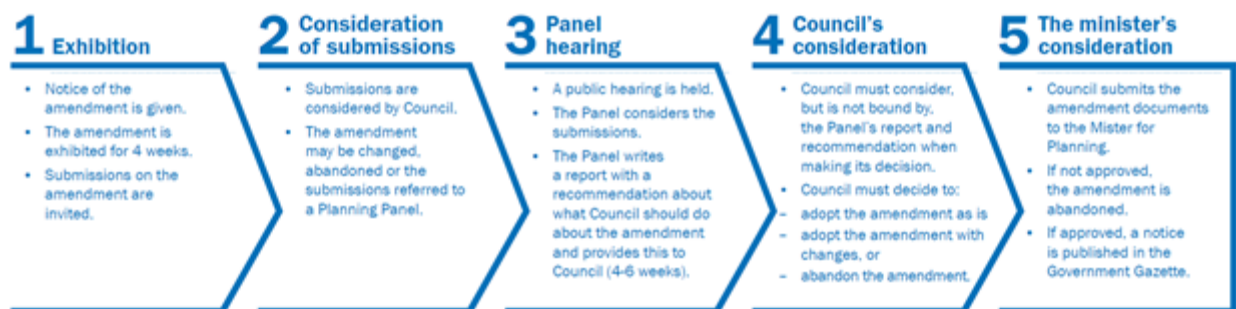 1 Exhibition
• Notice of the
amendment is given.
• The amendment is
exhibited for 4 weeks.
• Submissions on the
amendment are
invited.
2 Consideration
of submissions
• Submissions are
considered by Council.
• The amendment
may be changed,
abandoned or the
submissions referred to
a Planning Panel.
3 Panel
hearing
• A public hearing is held.
• The Panel considers the
submissions.
• The Panel writes
a report with a
recommendation about
what Council should do
about the amendment
and provides this to
Council (4-6 weeks).
4 Council's
consideration
• Council must consider,
but is not bound by,
the Panel's report and
recommendation when
making its decision.
• Council must decide to:
– adopt the amendment as is
– adopt the amendment with
changes, or
– abandon the amendment.
5 The minister's
consideration
• Council submits the
amendment documents
to the Mister for
Planning.
• If not approved,
the amendment is
abandoned.
• If approved, a notice
is published in the
Government Gazette.